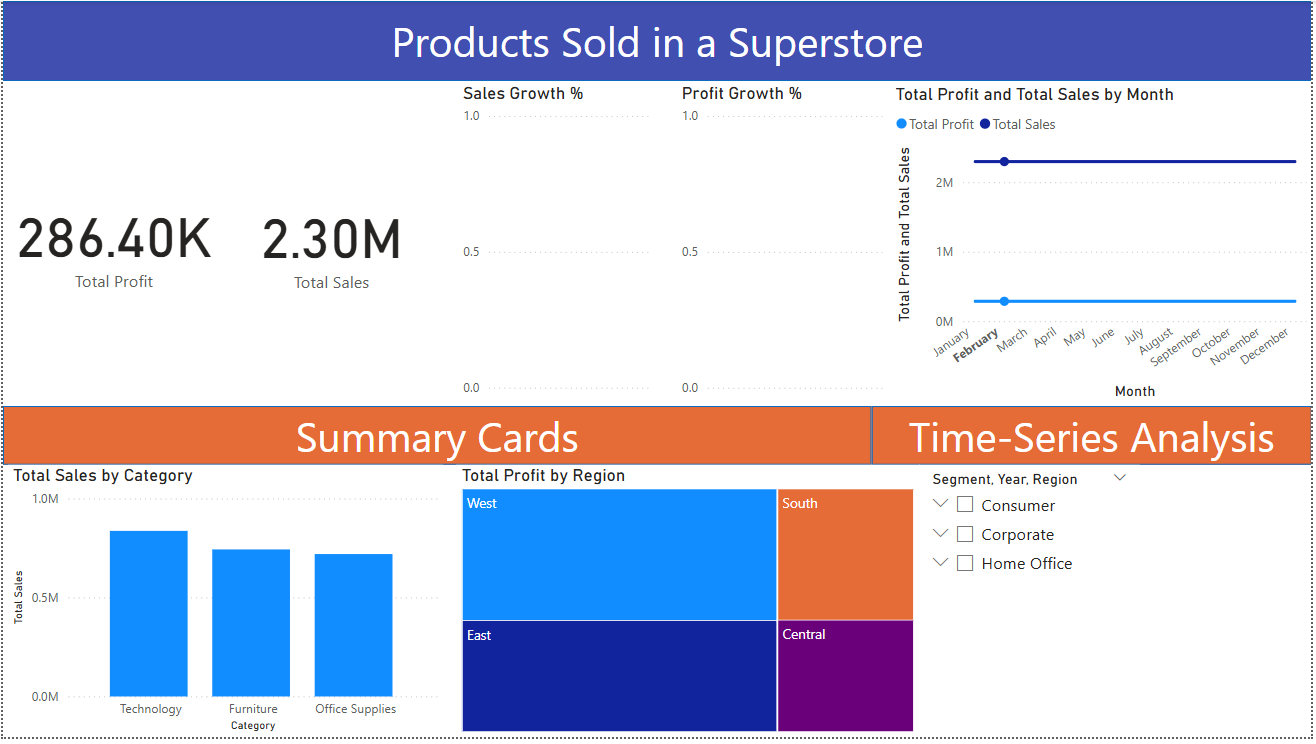 Products Sold in a Superstore
286.40K
Total Profit
2.30M
Total Sales
Sales Growth %
1.0
0.5
0.0
Profit Growth %
1.0
0.5
0.0
Total Profit and Total Sales by Month
Total Profit
Total Sales
Total Profit and Total Sales
2M
1M
0M
January
February
March
April
May
June
July
August
September
October
November
December
Month
Summary Cards
Time-Series Analysis
Total Sales by Category
Total Sales
1.0M
0.5M
0.0M
Technology
Furniture
Office Supplies
Category
Total Profit by Region
West
South
East
Central
Segment, Year, Region
Consumer
Corporate
Home Office